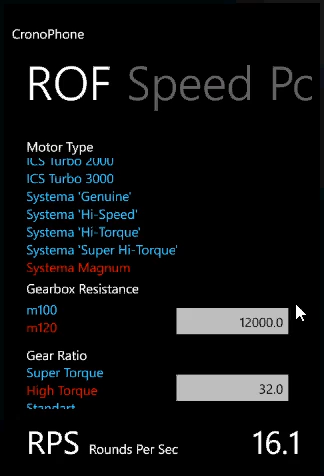 CronoPhone
ROF Speed Pc
Motor Type
ICS Turbo 2000
ICS Turbo 3000
Systema 'Genuine'
Systema 'Hi-Speed'
Systema 'Hi-Torque'
Systema 'Super Hi-Torque'
Systema Magnum
Gearbox Resistance
m100
m120
12000.0
Gear Ratio
Super Torque
High Torque
32.0
Standart
RPS Rounds Per Sec 16.1